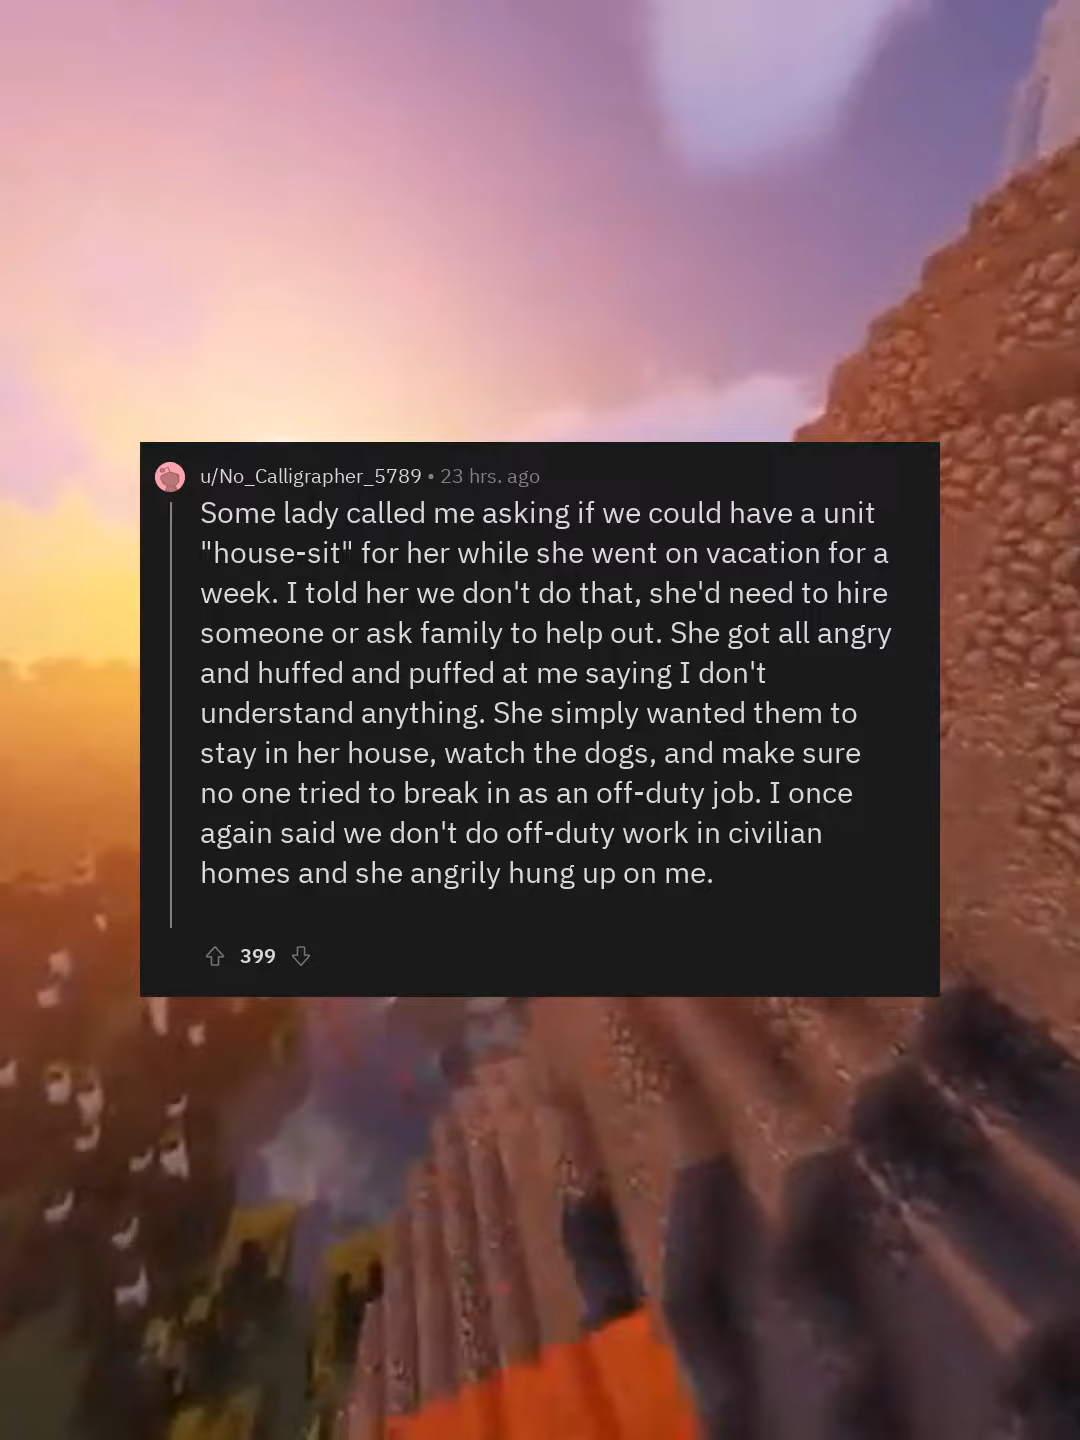 u/No_Calligrapher_5789 • 23 hrs. ago
Some lady called me asking if we could have a unit
"house-sit" for her while she went on vacation for a
week. I told her we don't do that, she'd need to hire
someone or ask family to help out. She got all angry
and huffed and puffed at me saying I don't
understand anything. She simply wanted them to
stay in her house, watch the dogs, and make sure
no one tried to break in as an off-duty job. I once
again said we don't do off-duty work in civilian
homes and she angrily hung up on me.
399